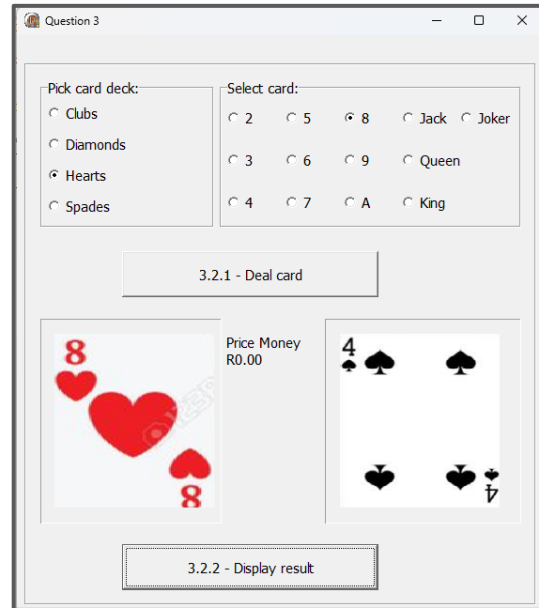 Question 3
Pick card deck:
Clubs
Diamonds
Hearts
Spades
Select card:
2 5 8 Jack Joker
3 6 9 Queen
4 7 A King
3.2.1 - Deal card
8
8
Price Money
R0.00
4
4
3.2.2 - Display result